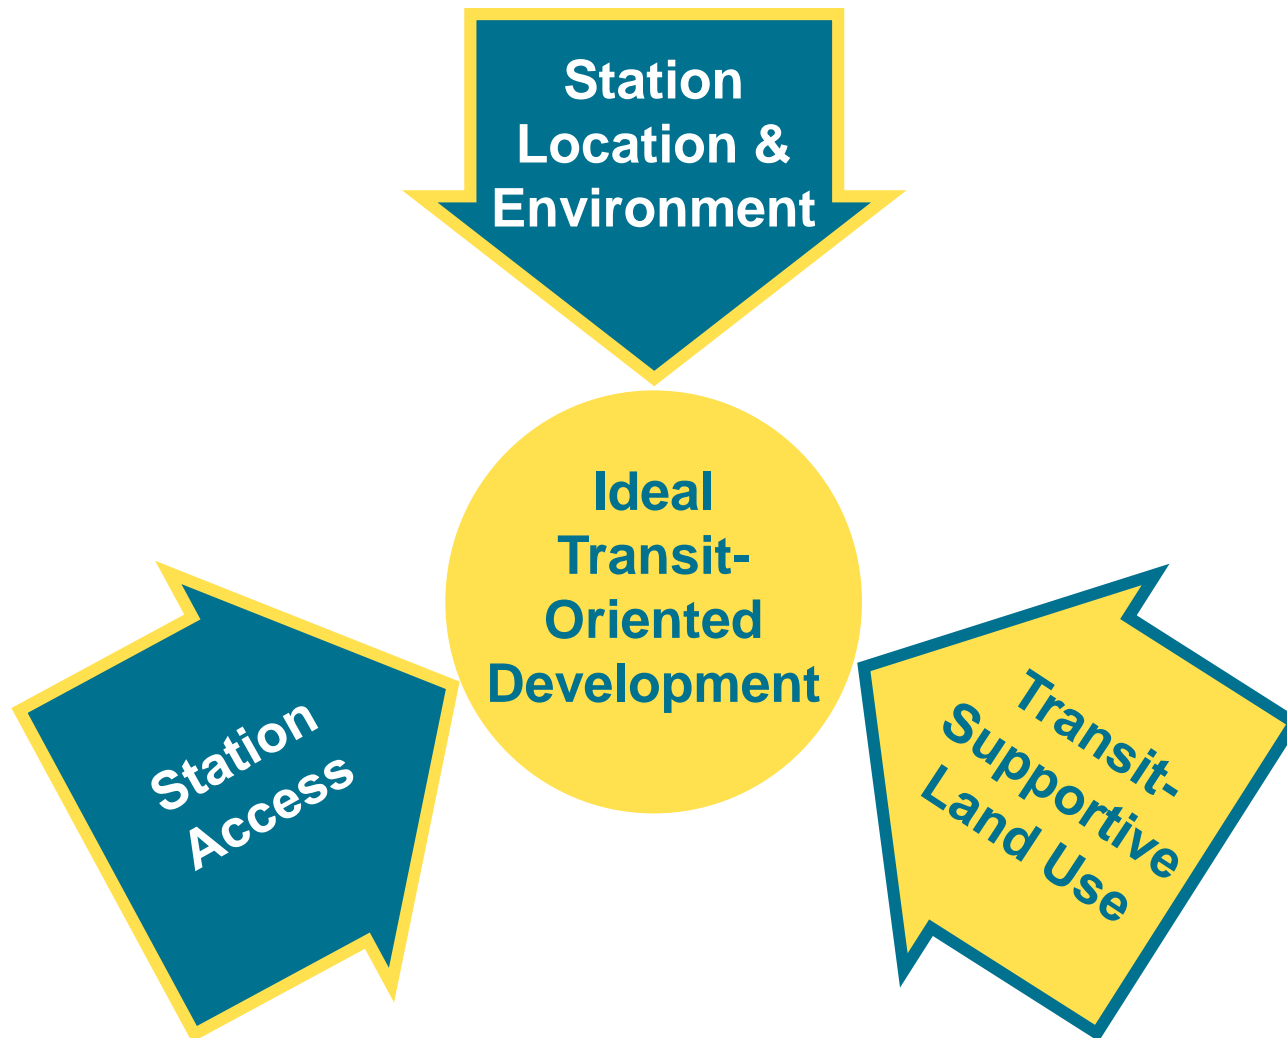 Station
Location &
Environment
Ideal
Transit-
Oriented
Development
Station
Access
Transit-
Supportive
Land Use